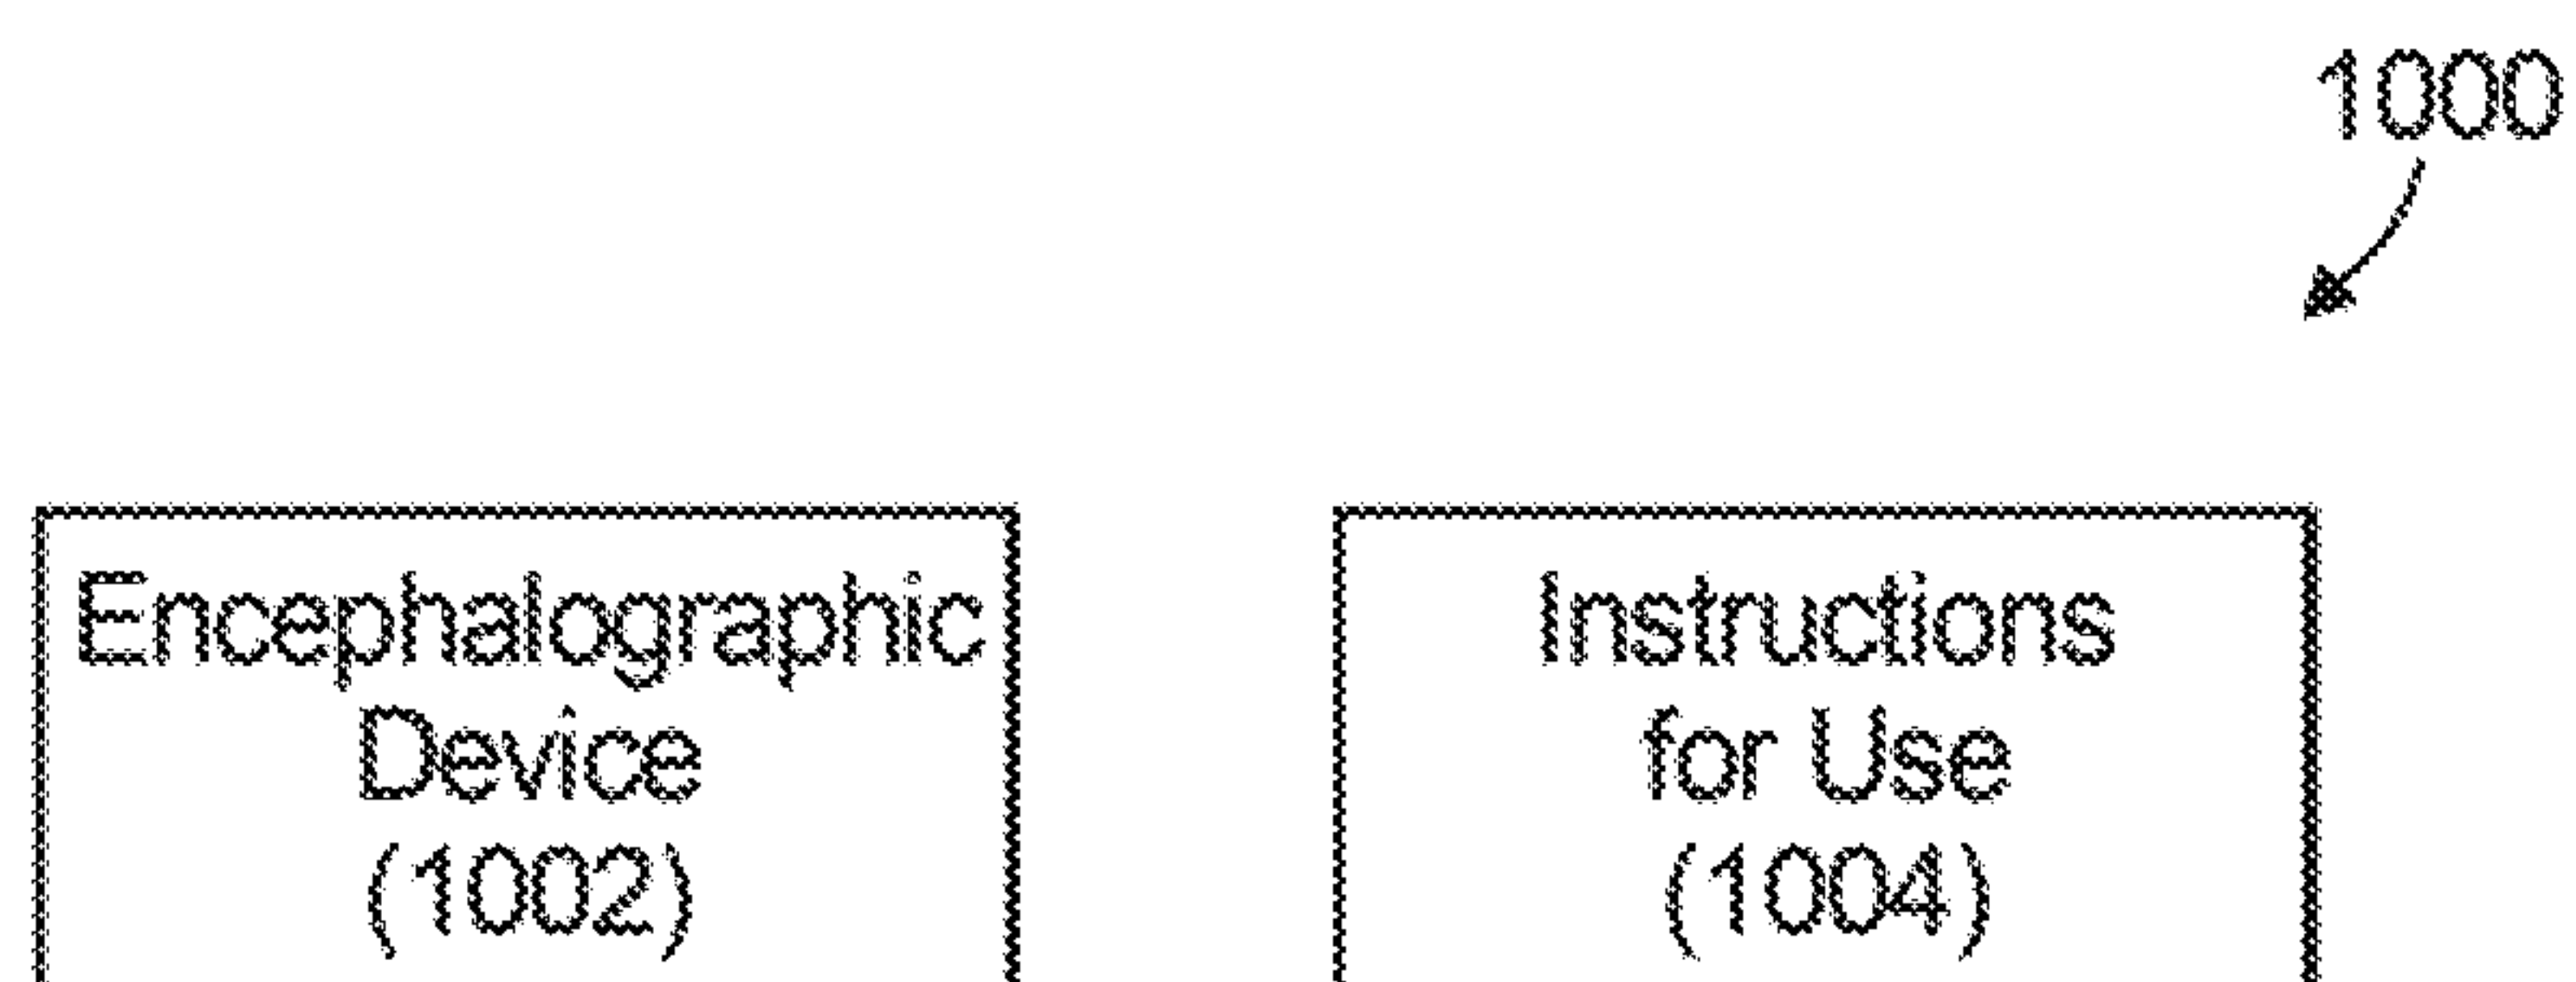 1000
Encephalographic
Device
(1002)
Instructions
for Use
(1004)